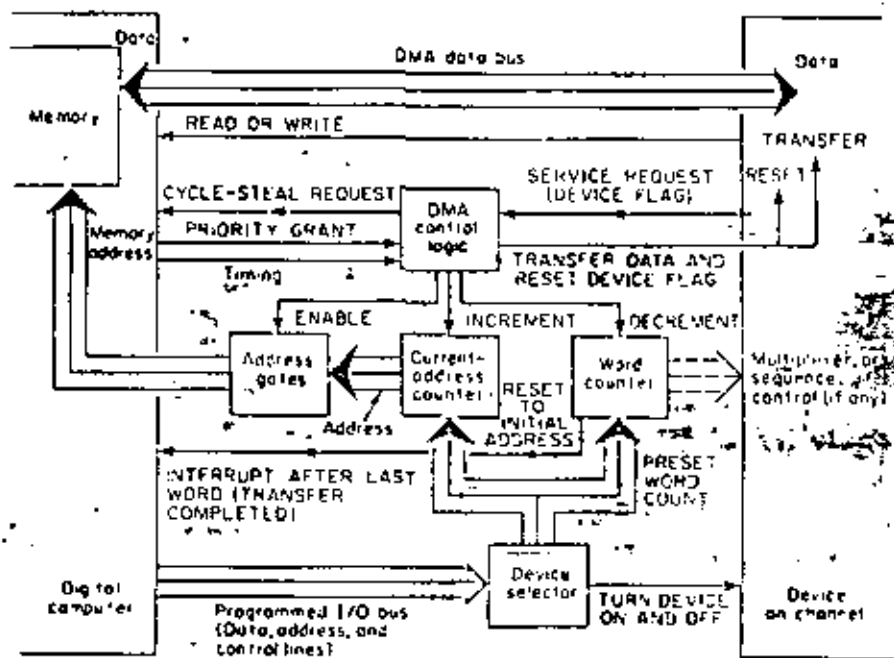 Data
DMA data bus
Data
Memory
READ OR WRITE
TRANSFER
SERVICE REQUEST
(DEVICE FLAG)
RESET
CYCLE-STEAL REQUEST
DMA
control
logic
Memory
address
PRIORITY GRANT
Timing
TRANSFER DATA AND
RESET DEVICE FLAG
ENABLE
INCREMENT
DECREMENT
Address
gates
Current-
address
counter
Word
counter
Multiplexer or
sequence
control (if any)
Address
RESET
TO
INITIAL
ADDRESS
INTERRUPT AFTER LAST
WORD (TRANSFER
COMPLETED)
PRESET
WORD
COUNT
Digital
computer
Device
selector
Programmed I/O bus
(Data, address, and
control lines)
TURN DEVICE
ON AND OFF
Device
on channel